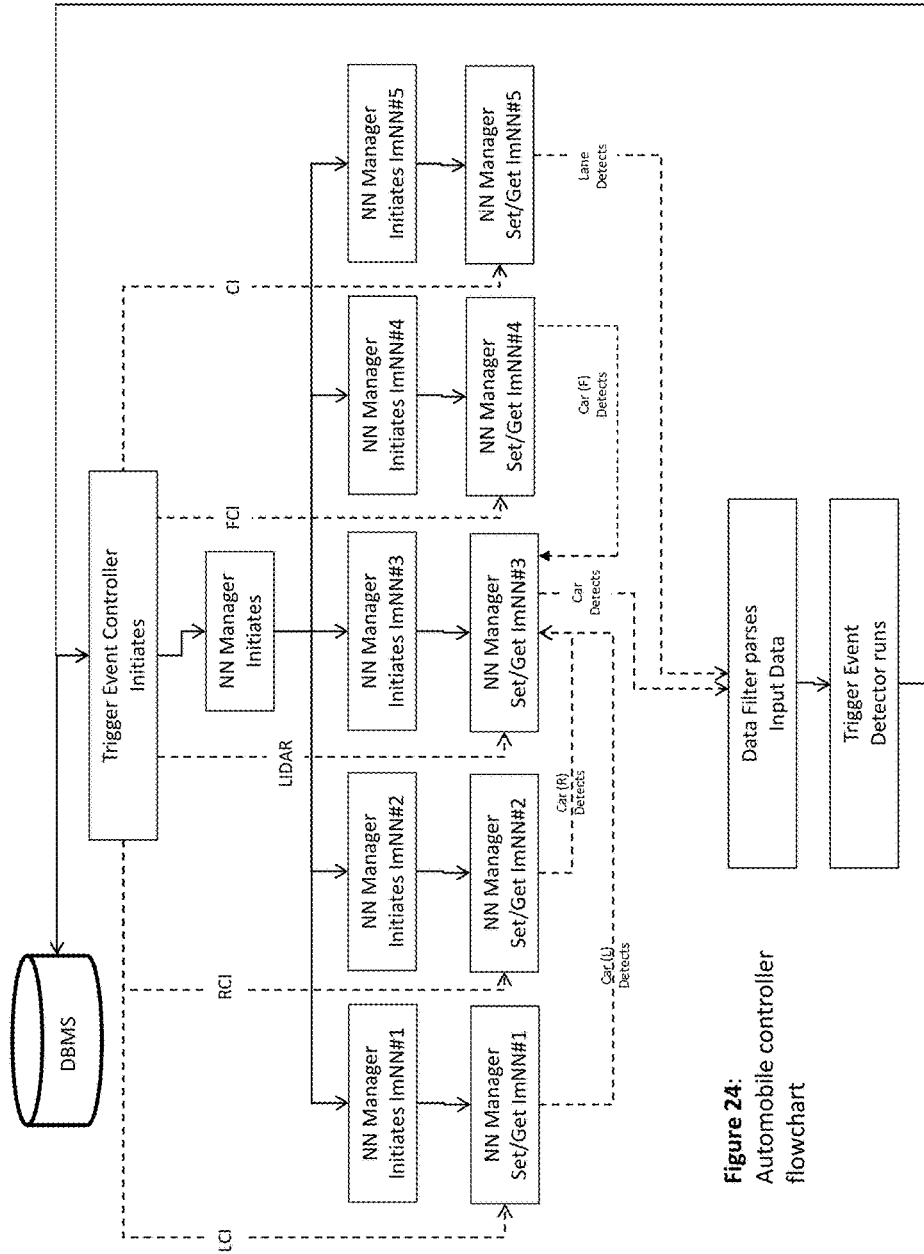 DBMS
Trigger Event Controller
Initiates
NN Manager
Initiates
LCI
RCI
LIDAR
FCI
CI
NN Manager
Initiates ImNN#1
NN Manager
Initiates ImNN#2
NN Manager
Initiates ImNN#3
NN Manager
Initiates ImNN#4
NN Manager
Initiates ImNN#5
NN Manager
Set/Get ImNN#1
NN Manager
Set/Get ImNN#2
NN Manager
Set/Get ImNN#3
NN Manager
Set/Get ImNN#4
NN Manager
Set/Get ImNN#5
Car (L)
Detects
Car (R)
Detects
Car
Detects
Car (F)
Detects
Lane
Detects
Data Filter parses
Input Data
Trigger Event
Detector runs
Figure 24:
Automobile controller
flowchart